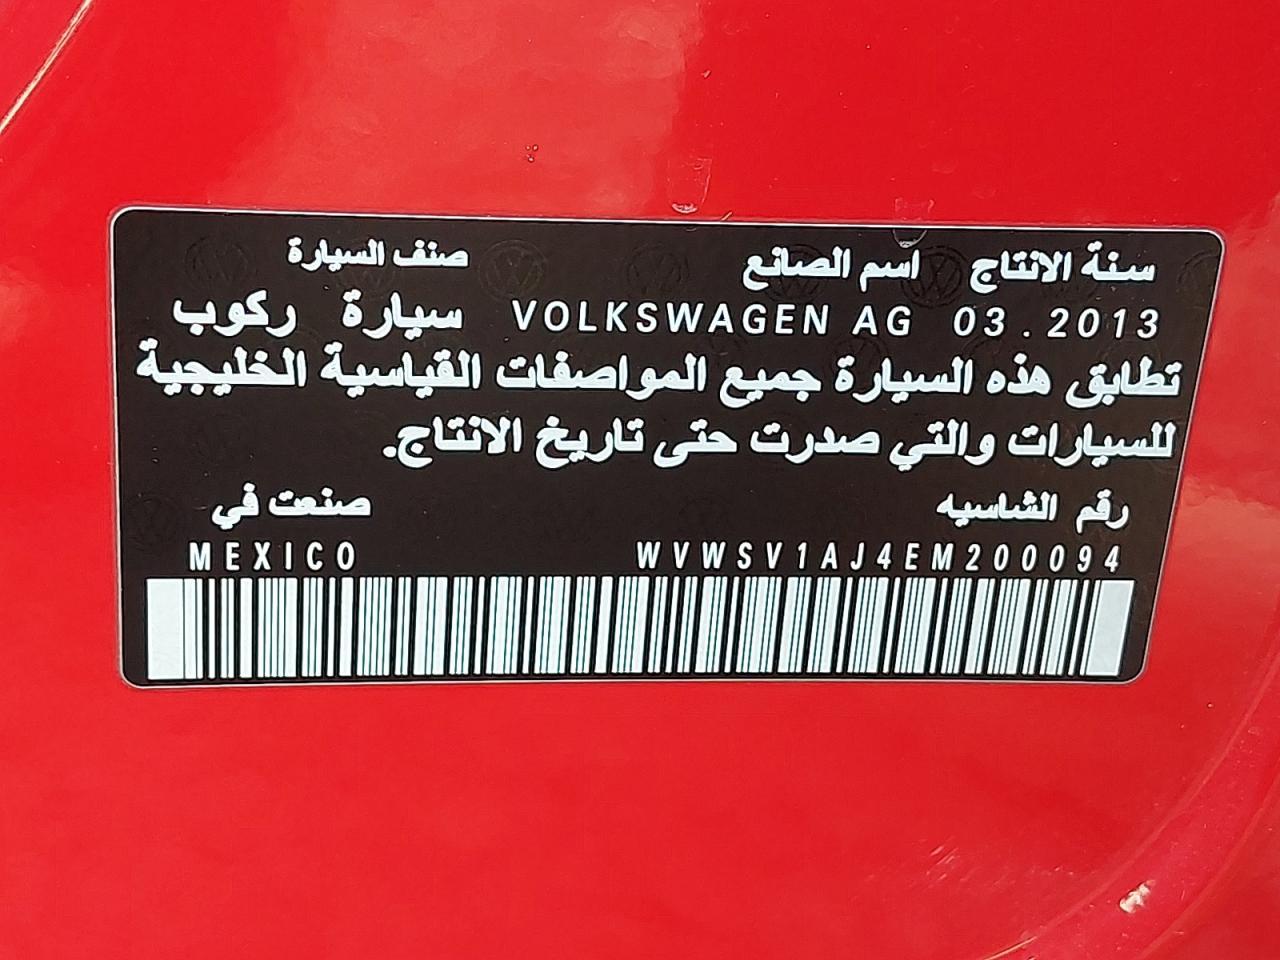 سنة الانتاج اسم الصانع صنف السيارة
03.2013 VOLKSWAGEN AG سيارة ركوب
تطابق هذه السيارة جميع المواصفات القياسية الخليجية
للسيارات والتي صدرت حتى تاريخ الانتاج.
رقم الشاسيه صنعت في
WVWSV1AJ4EM200094 MEXICO